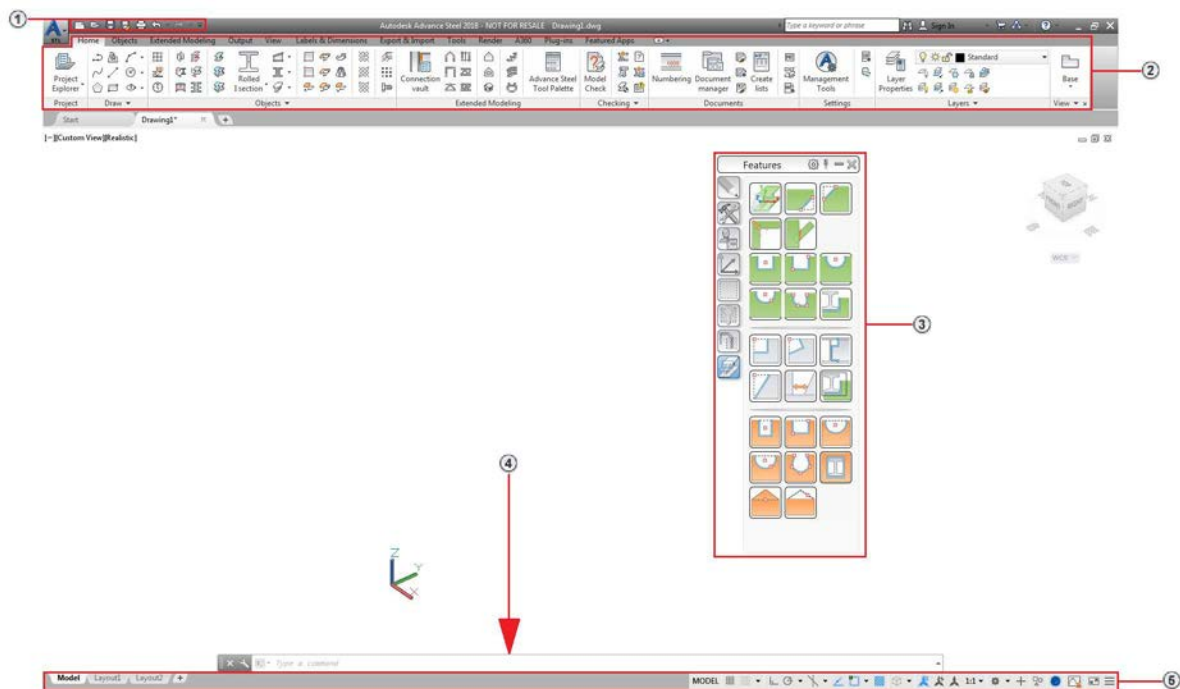 ①
Autodesk Advance Steel 2018 - NOT FOR RESALE Drawing1.dwg
Type a keyword or phrase
Sign In
STL
Home Objects Extended Modeling Output View Labels & Dimensions Export & Import Tools Render A360 Plug-ins Featured Apps
②
Project Explorer
Rolled I section
Connection vault
Advance Steel Tool Palette
Model Check
Numbering
Document manager
Create lists
Management Tools
Layer Properties
Standard
Base
Project Draw Objects Extended Modeling Checking Documents Settings Layers View
Start Drawing1* +
[-][Custom View][Realistic]
Features
RIGHT
WCS
③
④
Z
Y
X
Type a command
Model Layout1 Layout2 +
MODEL 1:1
⑤